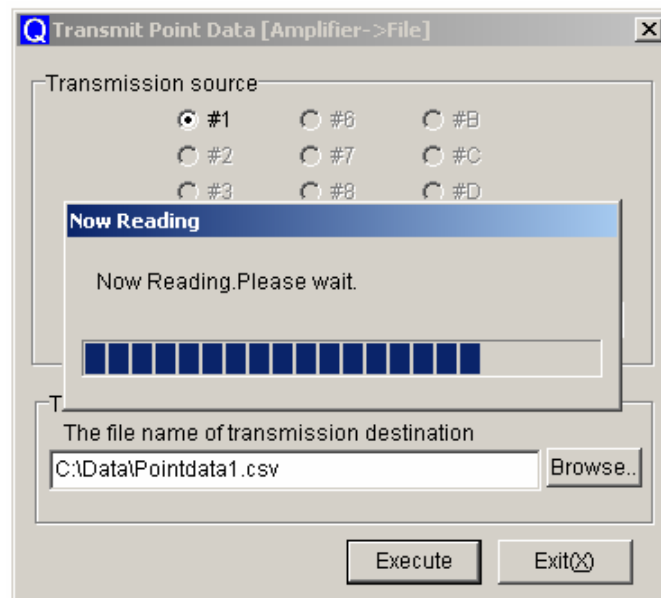 Q Transmit Point Data [Amplifier->File]
Transmission source
#1 #6 #B
#2 #7 #C
#3 #8 #D
Now Reading
Now Reading.Please wait.
T
The file name of transmission destination
C:\Data\Pointdata1.csv Browse..
Execute Exit(X)